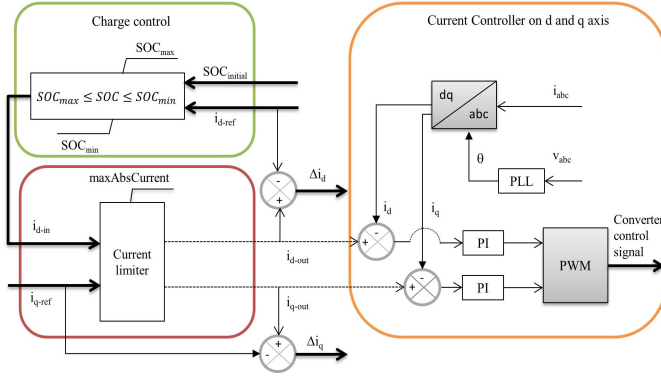 Charge control
Current Controller on d and q axis
SOCmax
SOCinitial
SOCmax ≤ SOC ≤ SOCmin
id-ref
SOCmin
dq
abc
iabc
θ
vabc
PLL
maxAbsCurrent
Δid
-
+
id
iq
id-in
Current
limiter
id-out
+
-
PI
PWM
Converter
control
signal
iq-ref
iq-out
+
-
PI
+
-
Δiq